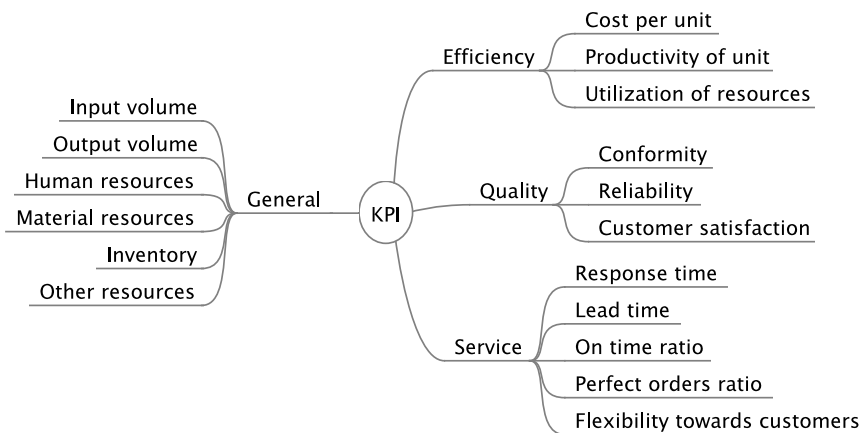 KPI
General
Input volume
Output volume
Human resources
Material resources
Inventory
Other resources
Efficiency
Cost per unit
Productivity of unit
Utilization of resources
Quality
Conformity
Reliability
Customer satisfaction
Service
Response time
Lead time
On time ratio
Perfect orders ratio
Flexibility towards customers